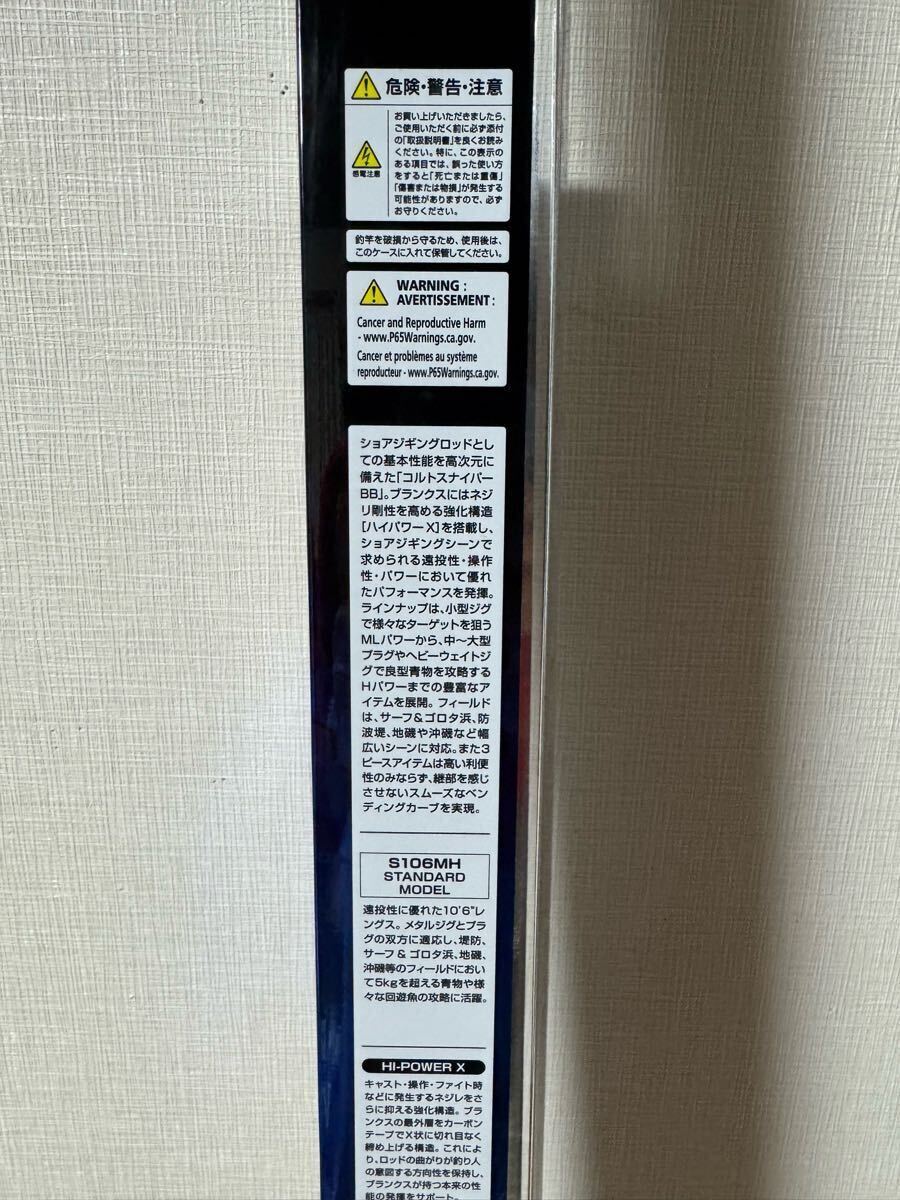 危険・警告・注意
感電注意
お買い上げいただきましたら、
ご使用いただく前に必ず添付
の「取扱説明書」を良くお読み
ください。特に、この表示の
ある項目では、誤った使い方
をすると「死亡または重傷」
「傷害または物損」が発生する
可能性がありますので、必ず
お守りください。
釣竿を破損から守るため、使用後は、
このケースに入れて保管してください。
WARNING :
AVERTISSEMENT :
Cancer and Reproductive Harm
- www.P65Warnings.ca.gov.
Cancer et problèmes au système
reproducteur - www.P65Warnings.ca.gov.
ショアジギングロッドとし
ての基本性能を高次元に
備えた「コルトスナイパー
BB」。ブランクスにはネジ
リ剛性を高める強化構造
[ハイパワーX]を搭載し、
ショアジギングシーンで
求められる遠投性・操作
性・パワーにおいて優れ
たパフォーマンスを発揮。
ラインナップは、小型ジグ
で様々なターゲットを狙う
MLパワーから、中〜大型
プラグやヘビーウェイトジ
グで良型青物を攻略する
Hパワーまでの豊富なア
イテムを展開。フィールド
は、サーフ&ゴロタ浜、防
波堤、地磯や沖磯など幅
広いシーンに対応。また3
ピースアイテムは高い利便
性のみならず、継部を感じ
させないスムーズなベン
ディングカーブを実現。
S106MH
STANDARD
MODEL
遠投性に優れた10'6"レ
ングス。メタルジグとプラ
グの双方に適応し、堤防、
サーフ & ゴロタ浜、地磯、
沖磯等のフィールドにおい
て5kgを超える青物や様
々な回遊魚の攻略に活躍。
HI-POWER X
キャスト・操作・ファイト時
などに発生するネジレをさ
らに抑える強化構造。ブラ
ンクスの最外層をカーボン
テープでX状に切れ目なく
締め上げる構造。これによ
り、ロッドの曲がりが釣り人
の意図する方向性を保持し、
ブランクスが持つ本来の性
能の発揮をサポート。